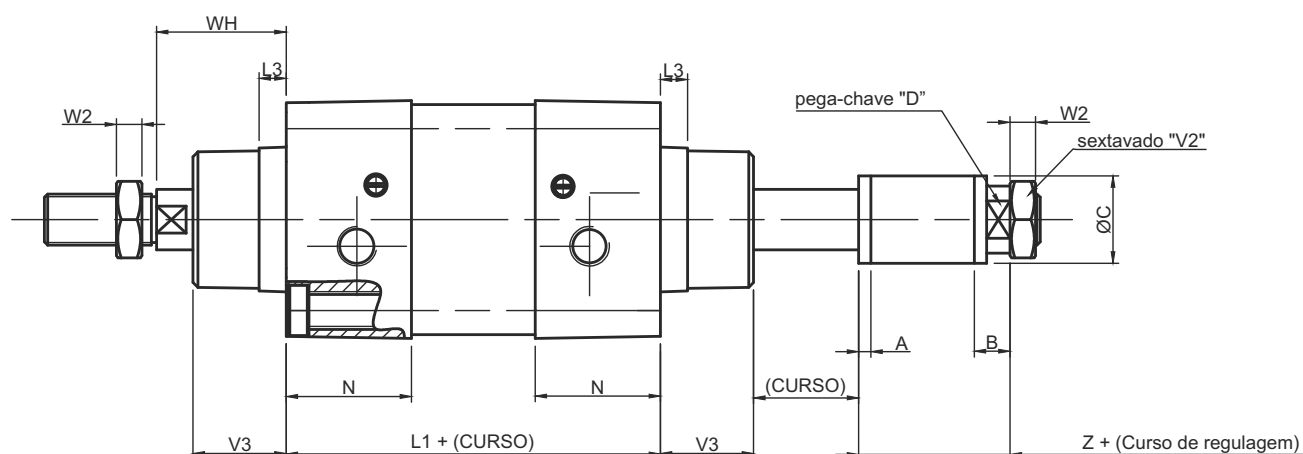 WH
L3
L3
W2
pega-chave "D"
W2
sextavado "V2"
ØC
A
B
N
N
(CURSO)
V3
L1 + (CURSO)
V3
Z + (Curso de regulagem)